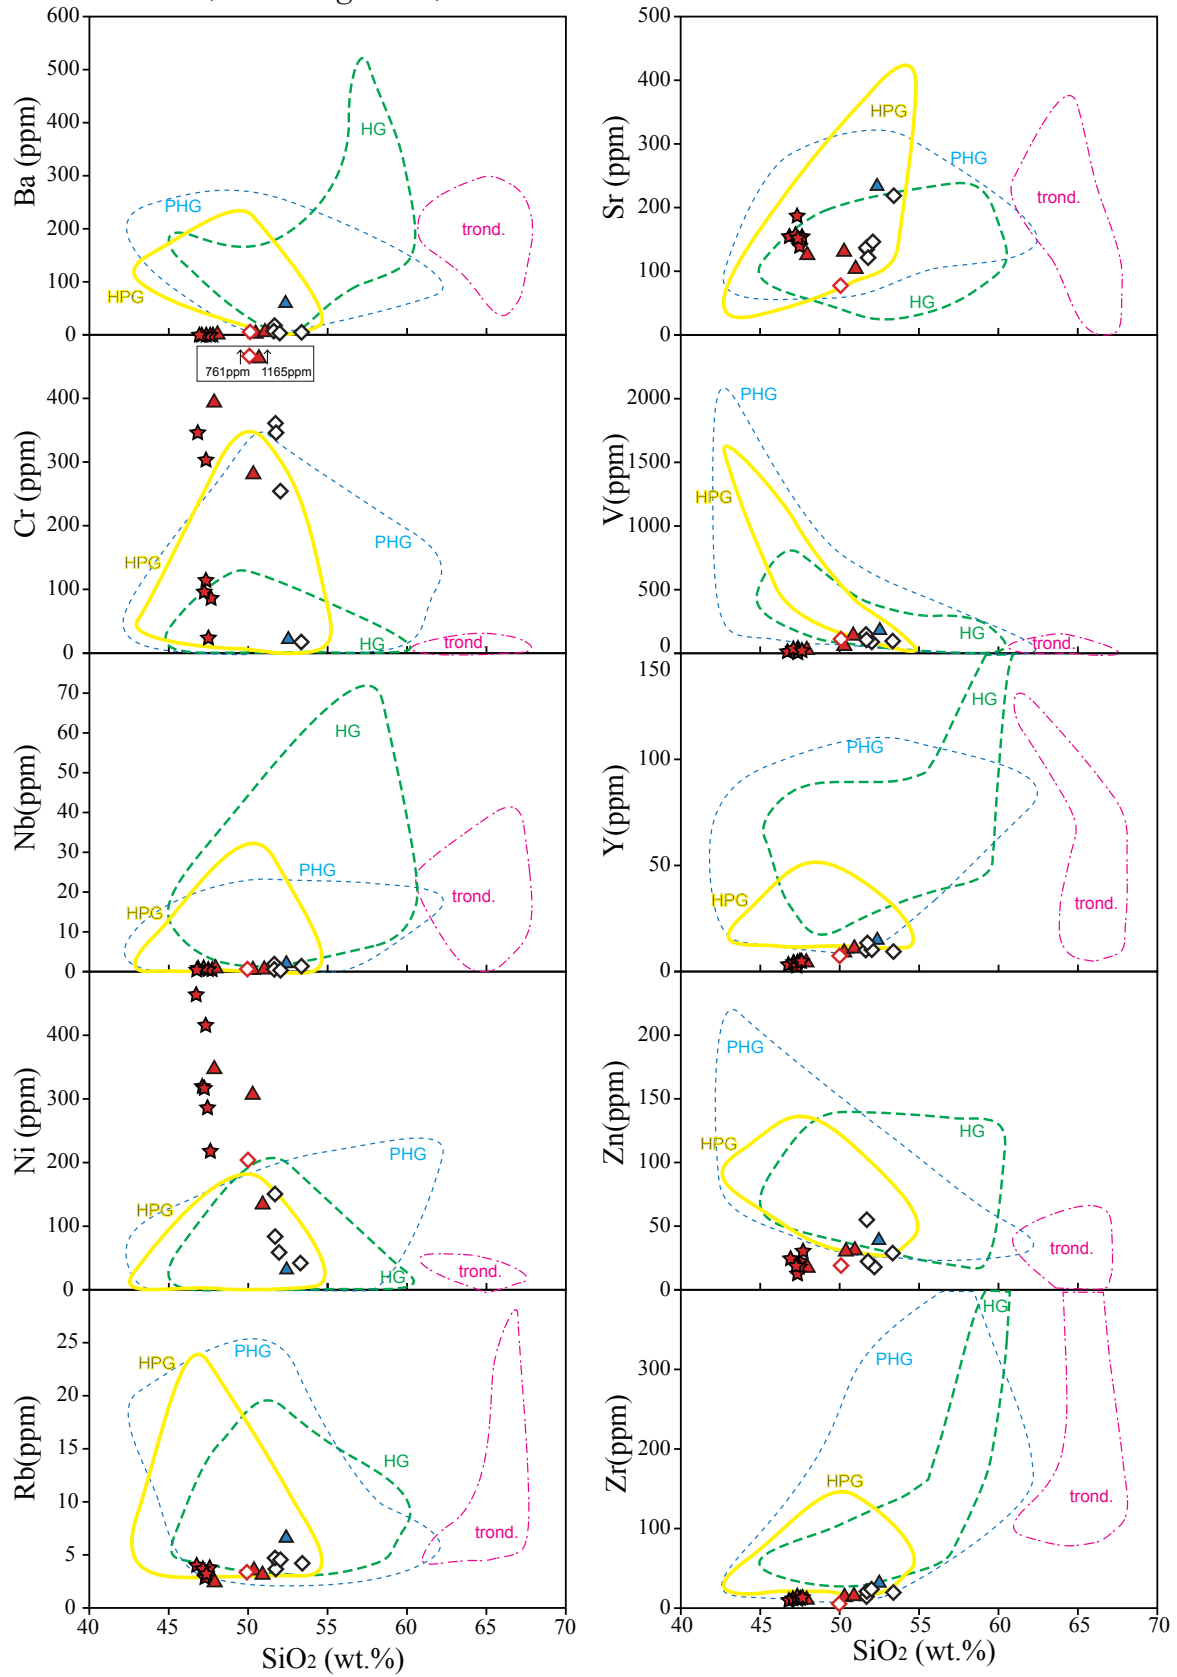 600
500
400
300
200
100
0
Ba (ppm)
HG
PHG
HPG
trond.
500
400
300
200
100
0
Sr (ppm)
HPG
PHG
trond.
HG
761ppm 1165ppm
400
300
200
100
0
Cr (ppm)
HPG
PHG
HG
trond.
2000
1500
1000
500
0
V(ppm)
PHG
HPG
HG
trond.
70
60
50
40
30
20
10
0
Nb(ppm)
HG
PHG
HPG
trond.
150
100
50
0
Y(ppm)
HG
PHG
HPG
trond.
400
300
200
100
0
Ni (ppm)
PHG
HPG
HG
trond.
200
150
100
50
0
Zn(ppm)
PHG
HPG
HG
trond.
25
20
15
10
5
0
Rb(ppm)
HPG
PHG
HG
trond.
300
200
100
0
Zr(ppm)
HG
PHG
HPG
trond.
40 45 50 55 60 65 70
SiO2 (wt.%)
40 45 50 55 60 65 70
SiO2 (wt.%)